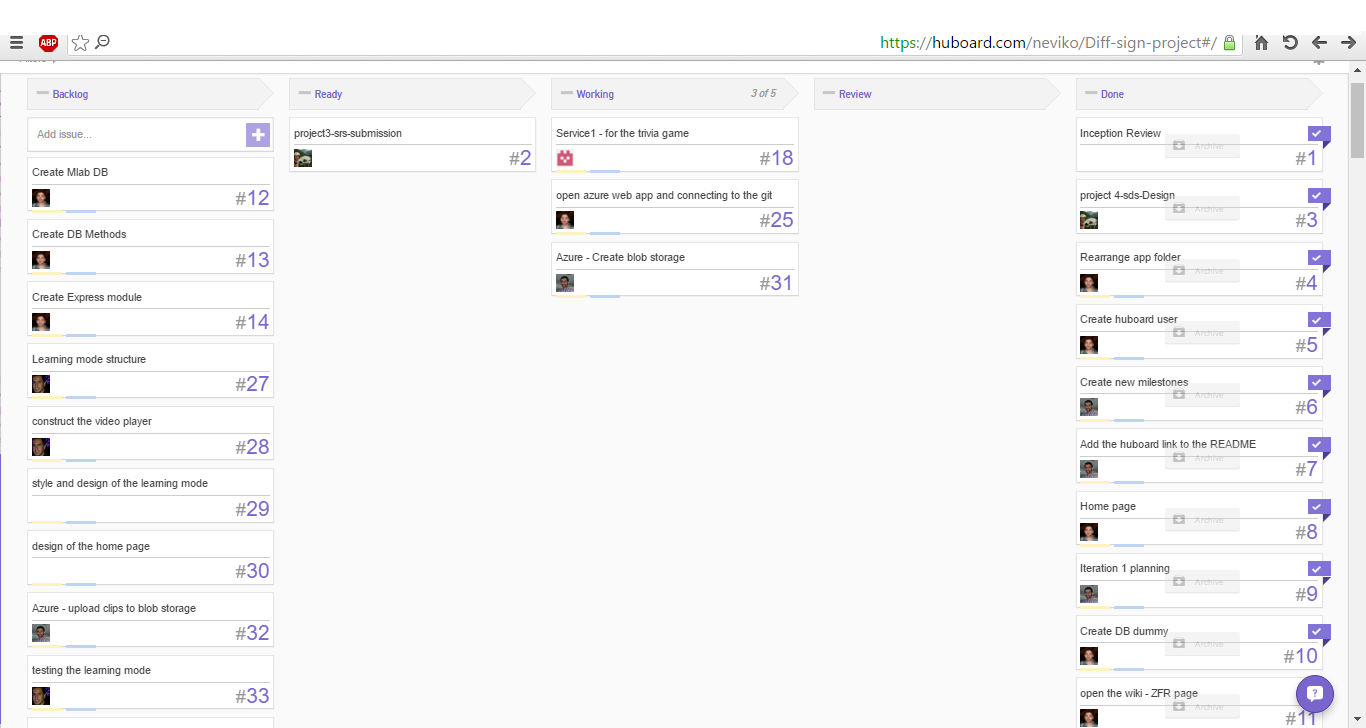 ABP
https://huboard.com/neviko/Diff-sign-project#/
Backlog
Add issue...
Create Mlab DB
#12
Create DB Methods
#13
Create Express module
#14
Learning mode structure
#27
construct the video player
#28
style and design of the learning mode
#29
design of the home page
#30
Azure - upload clips to blob storage
#32
testing the learning mode
#33
Ready
project3-srs-submission
#2
Working
3 of 5
Service1 - for the trivia game
#18
open azure web app and connecting to the git
#25
Azure - Create blob storage
#31
Review
Done
Inception Review
Archive
#1
project 4-sds-Design
Archive
#3
Rearrange app folder
Archive
#4
Create huboard user
Archive
#5
Create new milestones
Archive
#6
Add the huboard link to the README
Archive
#7
Home page
Archive
#8
Iteration 1 planning
Archive
#9
Create DB dummy
Archive
#10
open the wiki - ZFR page
Archive
#11